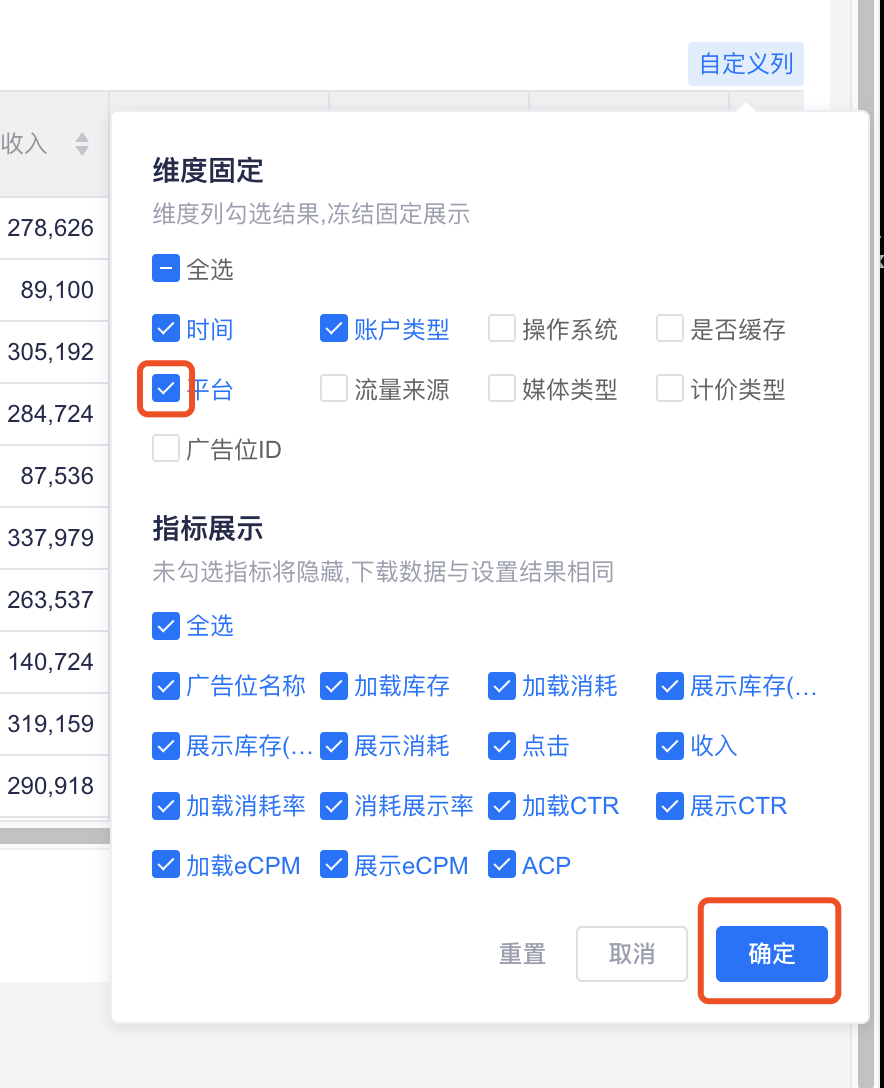 自定义列
收入
278,626
89,100
305,192
284,724
87,536
337,979
263,537
140,724
319,159
290,918
维度固定
维度列勾选结果,冻结固定展示
全选
时间 账户类型 操作系统 是否缓存
平台 流量来源 媒体类型 计价类型
广告位ID
指标展示
未勾选指标将隐藏,下载数据与设置结果相同
全选
广告位名称 加载库存 加载消耗 展示库存(...
展示库存(... 展示消耗 点击 收入
加载消耗率 消耗展示率 加载CTR 展示CTR
加载eCPM 展示eCPM ACP
重置 取消 确定